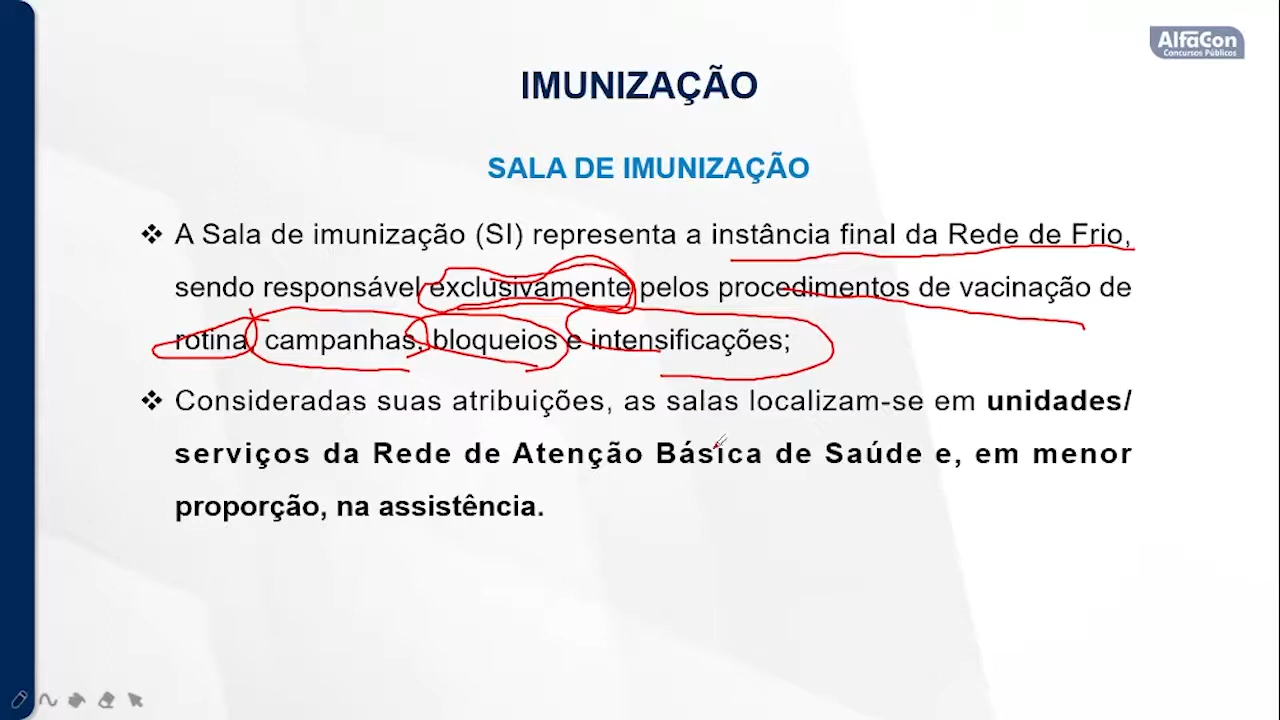 AlfaCon
Concursos Públicos
IMUNIZAÇÃO
SALA DE IMUNIZAÇÃO
❖ A Sala de imunização (SI) representa a instância final da Rede de Frio,
sendo responsável exclusivamente pelos procedimentos de vacinação de
rotina, campanhas, bloqueios e intensificações;
❖ Consideradas suas atribuições, as salas localizam-se em unidades/
serviços da Rede de Atenção Básica de Saúde e, em menor
proporção, na assistência.